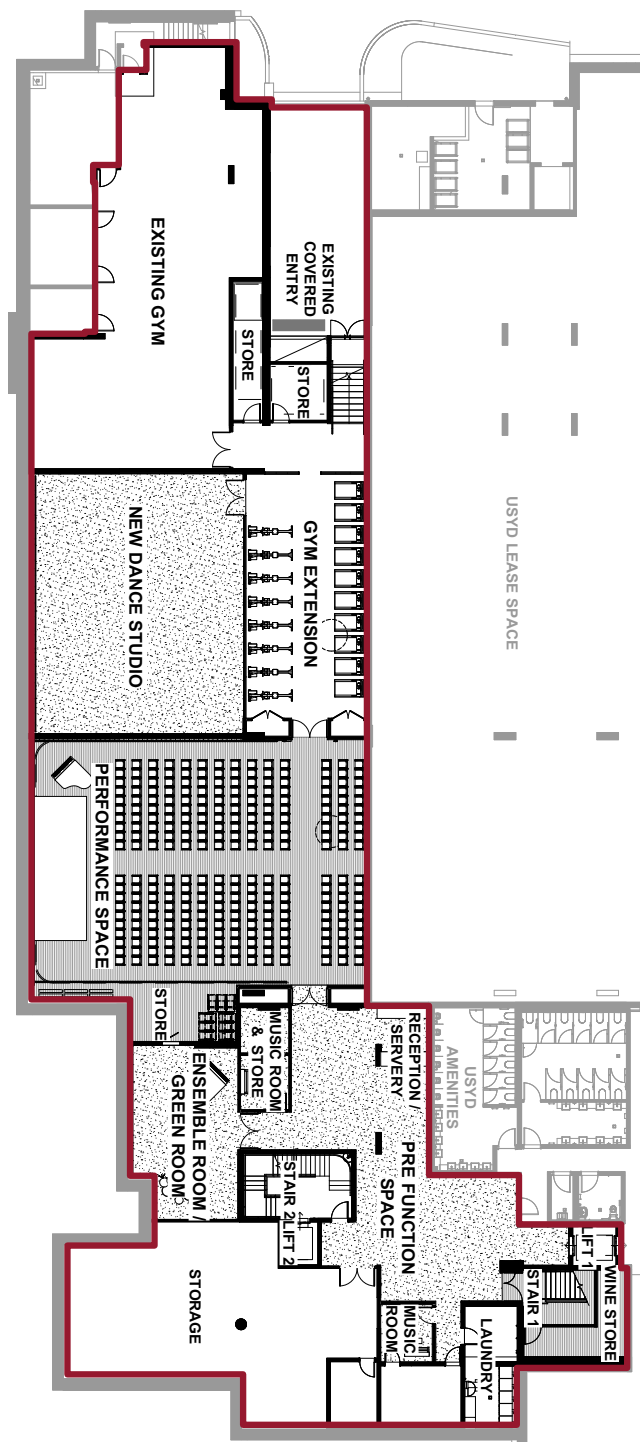 EXISTING GYM
EXISTING
COVERED
ENTRY
STORE
STORE
USYD LEASE SPACE
NEW DANCE STUDIO
GYM EXTENSION
PERFORMANCE SPACE
STORE
MUSIC ROOM
& STORE
RECEPTION /
SERVERY
USYD
AMENITIES
ENSEMBLE ROOM /
GREEN ROOM
PRE FUNCTION
SPACE
STAIR 2
LIFT 2
LIFT 1
WINE STORE
STAIR 1
STORAGE
MUSIC
ROOM
LAUNDRY